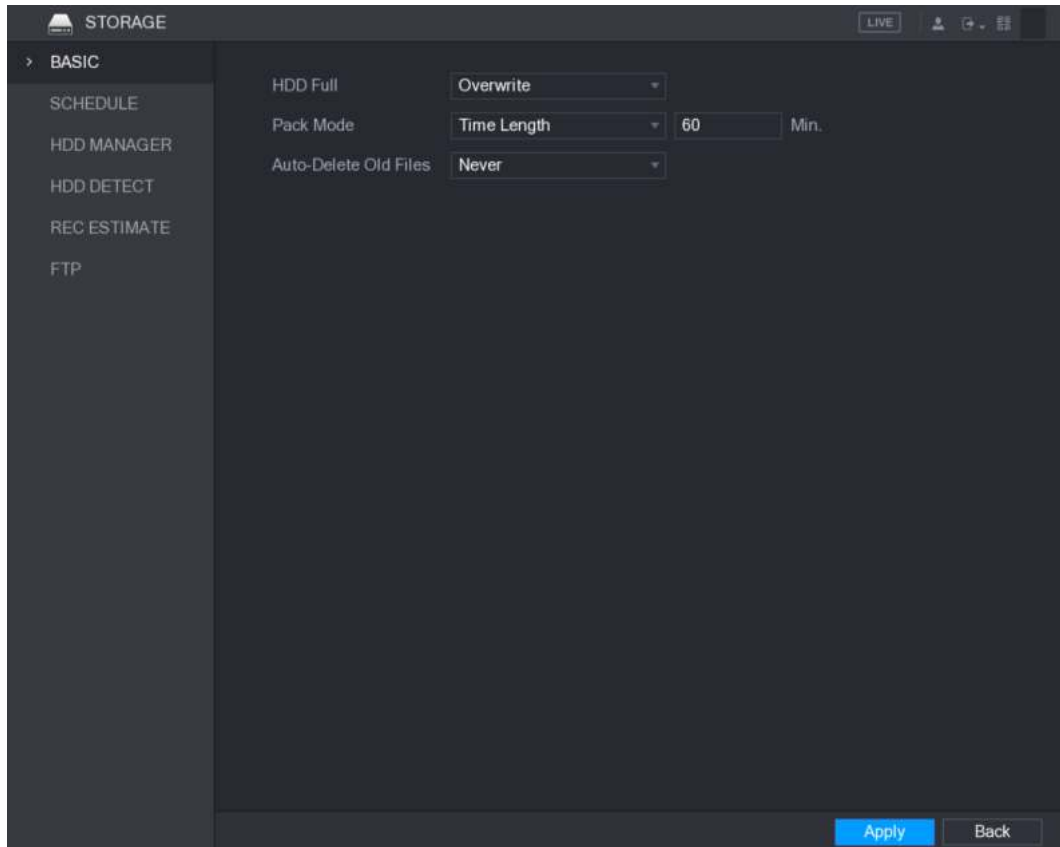 STORAGE
LIVE
BASIC
SCHEDULE
HDD MANAGER
HDD DETECT
REC ESTIMATE
FTP
HDD Full Overwrite
Pack Mode Time Length 60 Min.
Auto-Delete Old Files Never
Apply Back